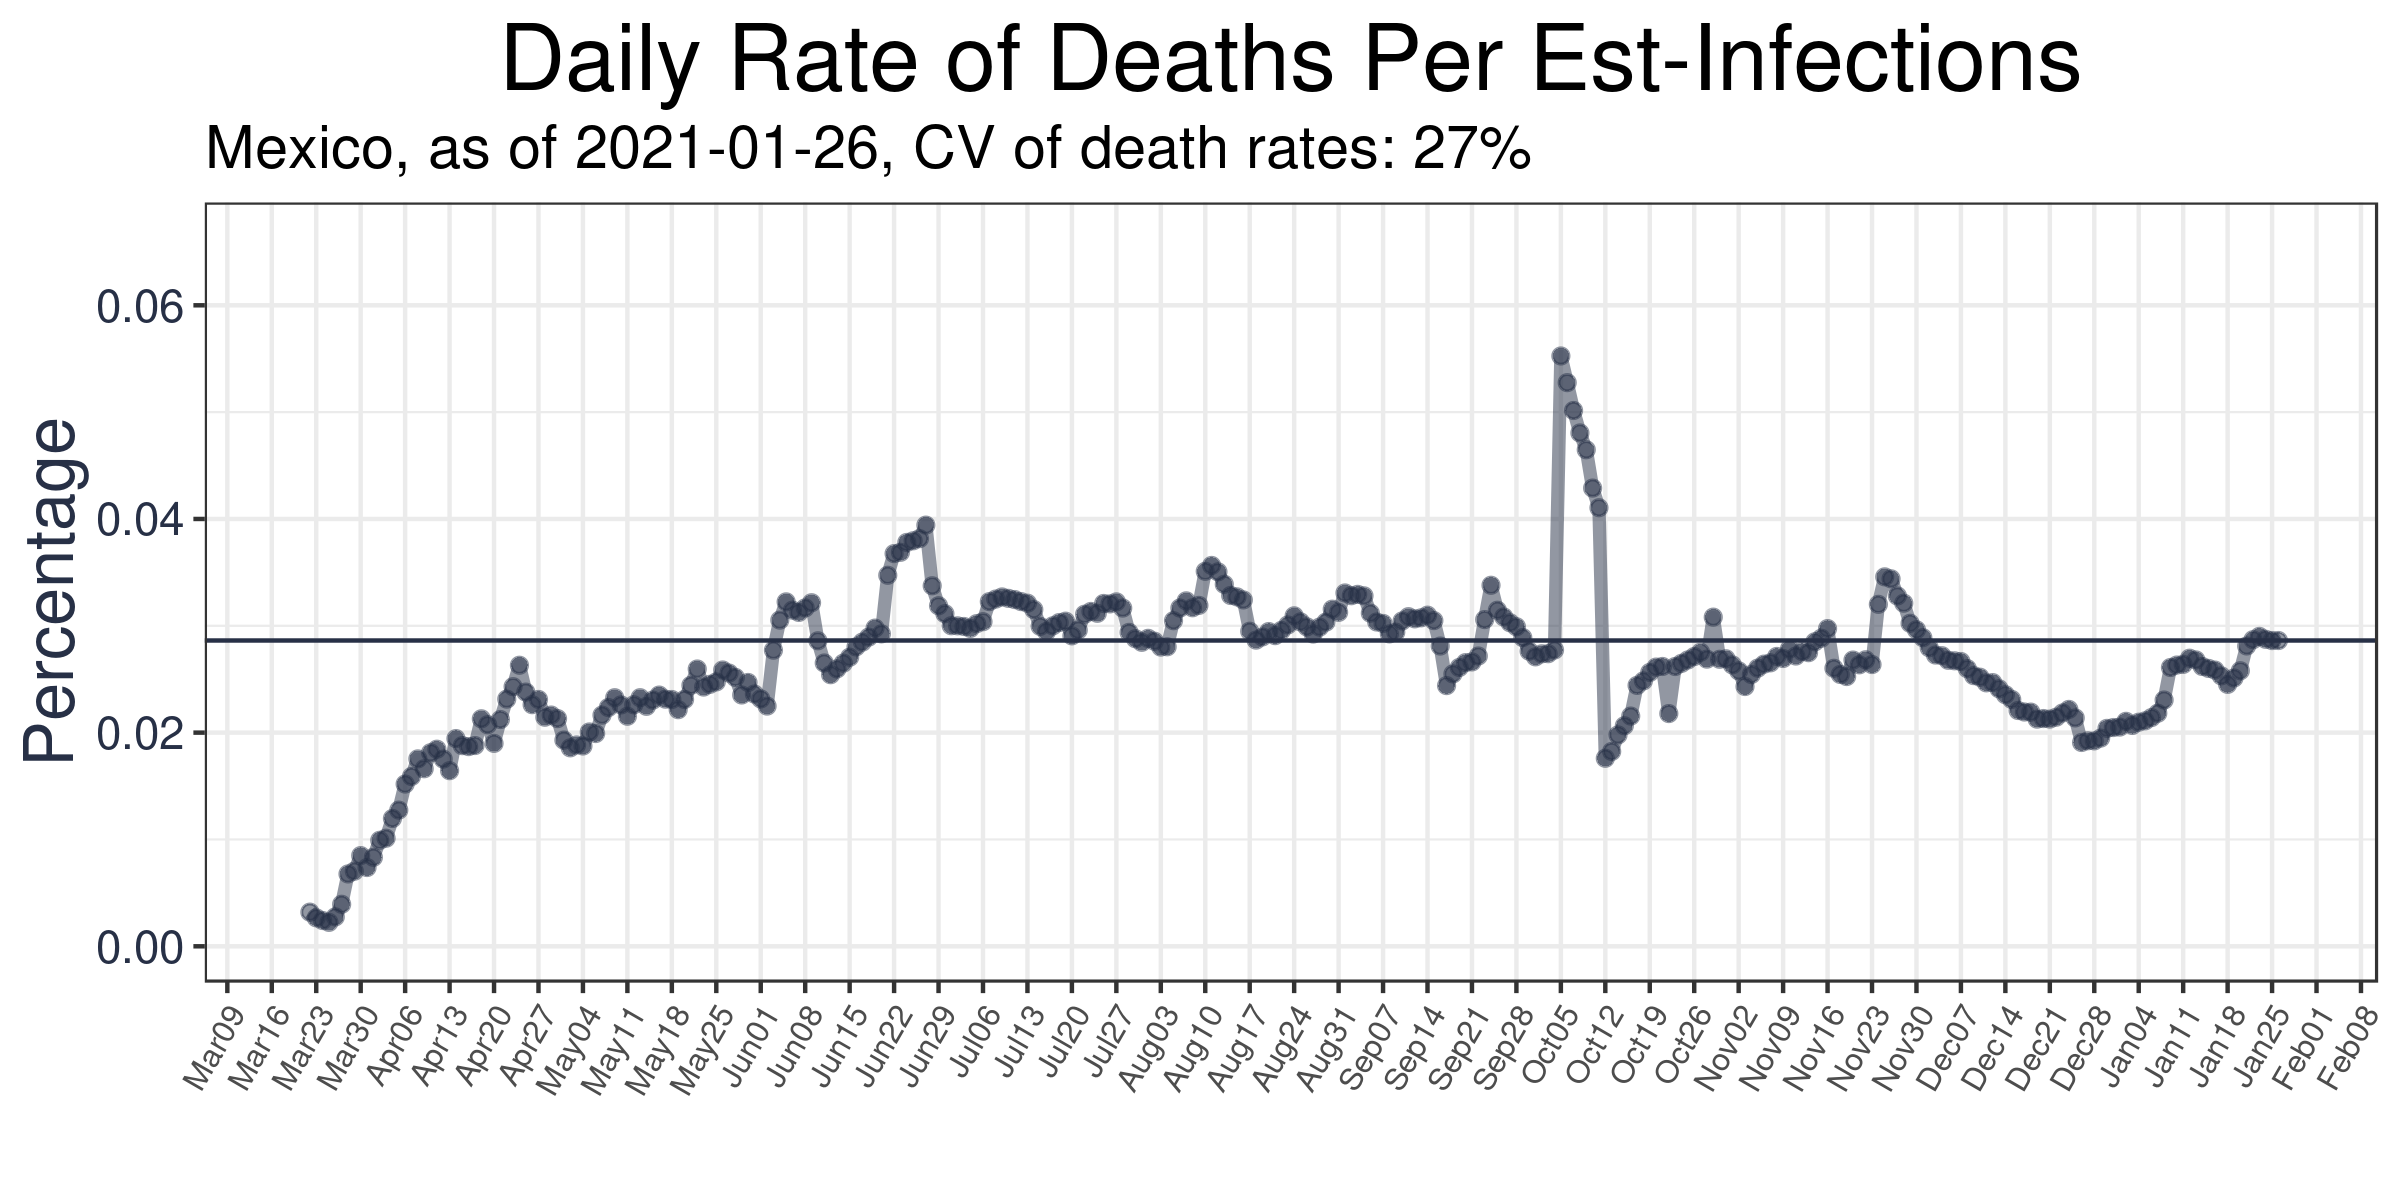 Daily Rate of Deaths Per Est-Infections
Mexico, as of 2021-01-26, CV of death rates: 27%
Percentage
0.06
0.04
0.02
0.00
Mar09 Mar16 Mar23 Mar30 Apr06 Apr13 Apr20 Apr27 May04 May11 May18 May25 Jun01 Jun08 Jun15 Jun22 Jun29 Jul06 Jul13 Jul20 Jul27 Aug03 Aug10 Aug17 Aug24 Aug31 Sep07 Sep14 Sep21 Sep28 Oct05 Oct12 Oct19 Oct26 Nov02 Nov09 Nov16 Nov23 Nov30 Dec07 Dec14 Dec21 Dec28 Jan04 Jan11 Jan18 Jan25 Feb01 Feb08